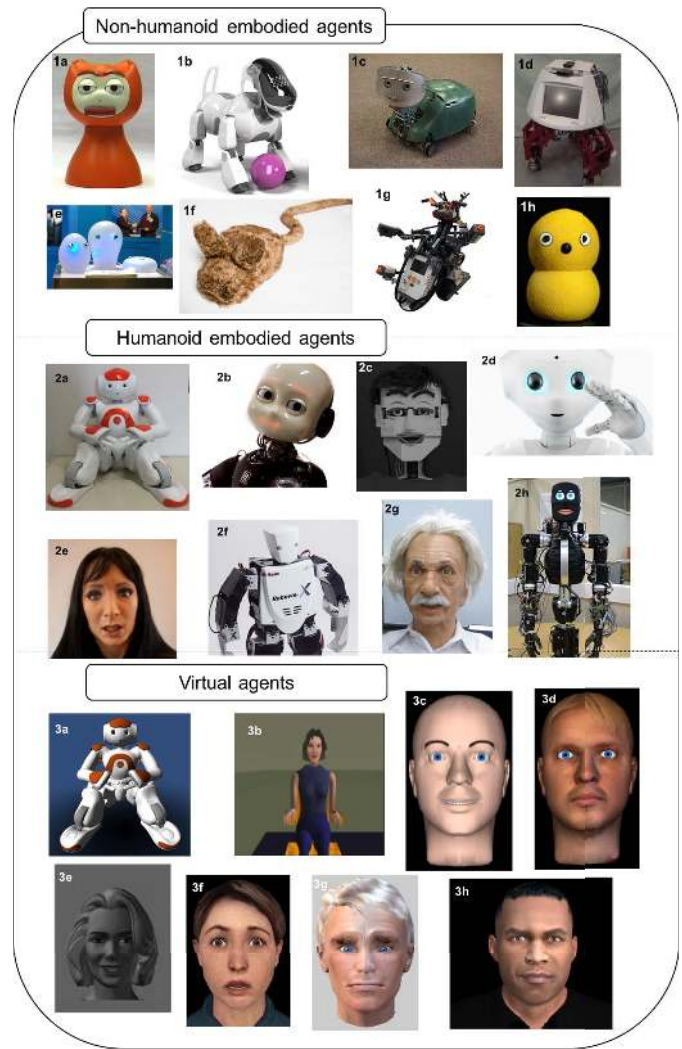 Non-humanoid embodied agents
1a
1b
1c
1d
e
1f
1g
1h
Humanoid embodied agents
2a
2b
2c
2d
2e
2f
2g
2h
X
Virtual agents
3a
3b
3c
3d
3e
3f
3g
3h